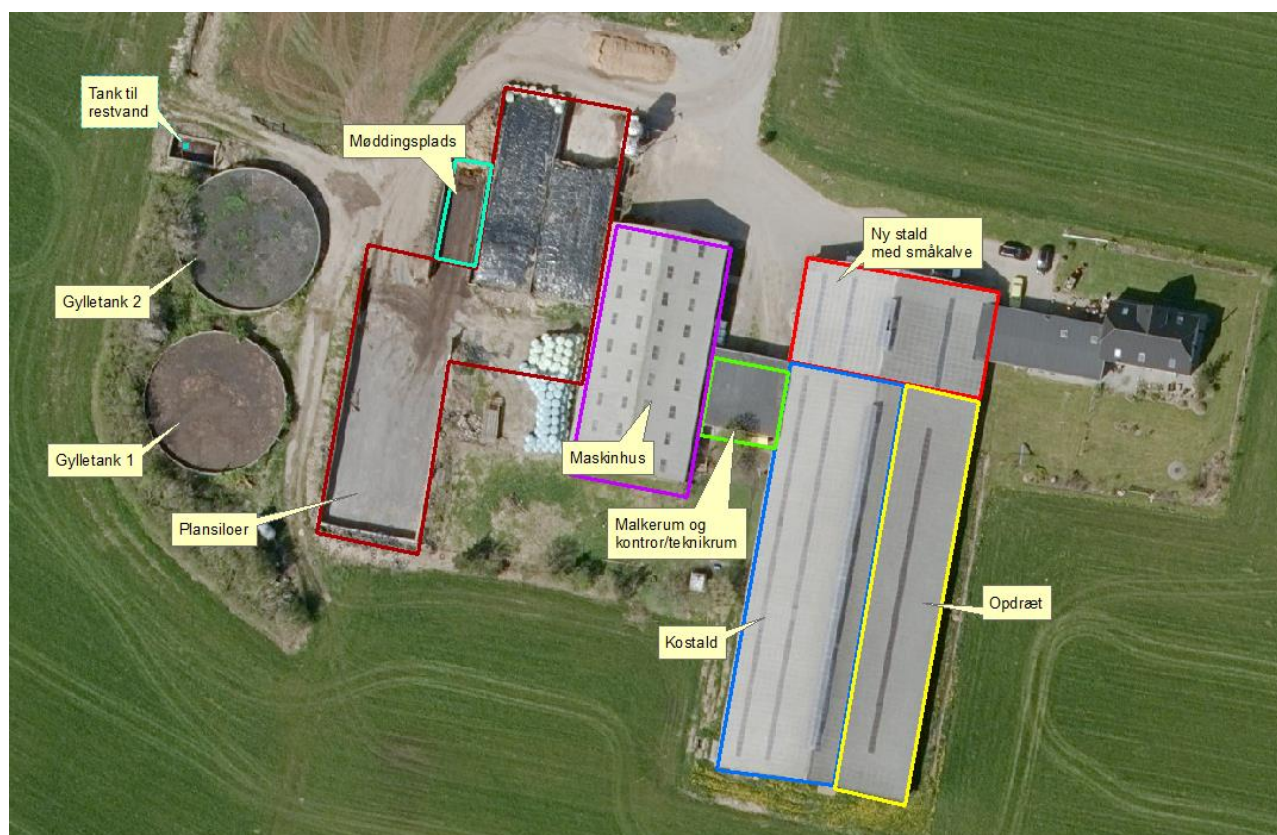 Tank til
restvand
Møddingsplads
Ny stald
med småkalve
Gylletank 2
Gylletank 1
Maskinhus
Plansiloer
Malkerum og
kontror/teknikrum
Opdræt
Kostald